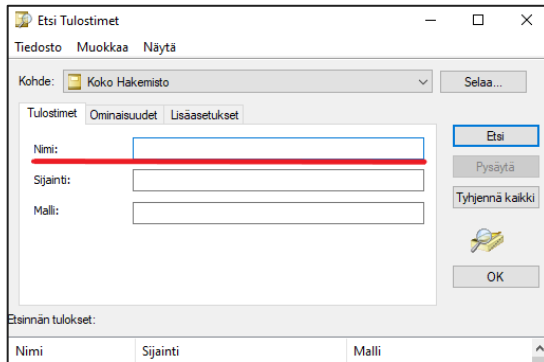 Etsi Tulostimet
Tiedosto Muokkaa Näytä
Kohde: Koko Hakemisto Selaa...
Tulostimet Ominaisuudet Lisäasetukset
Etsi
Nimi:
Pysäytä
Sijainti:
Tyhjennä kaikki
Malli:
OK
Etsinnän tulokset:
Nimi Sijainti Malli